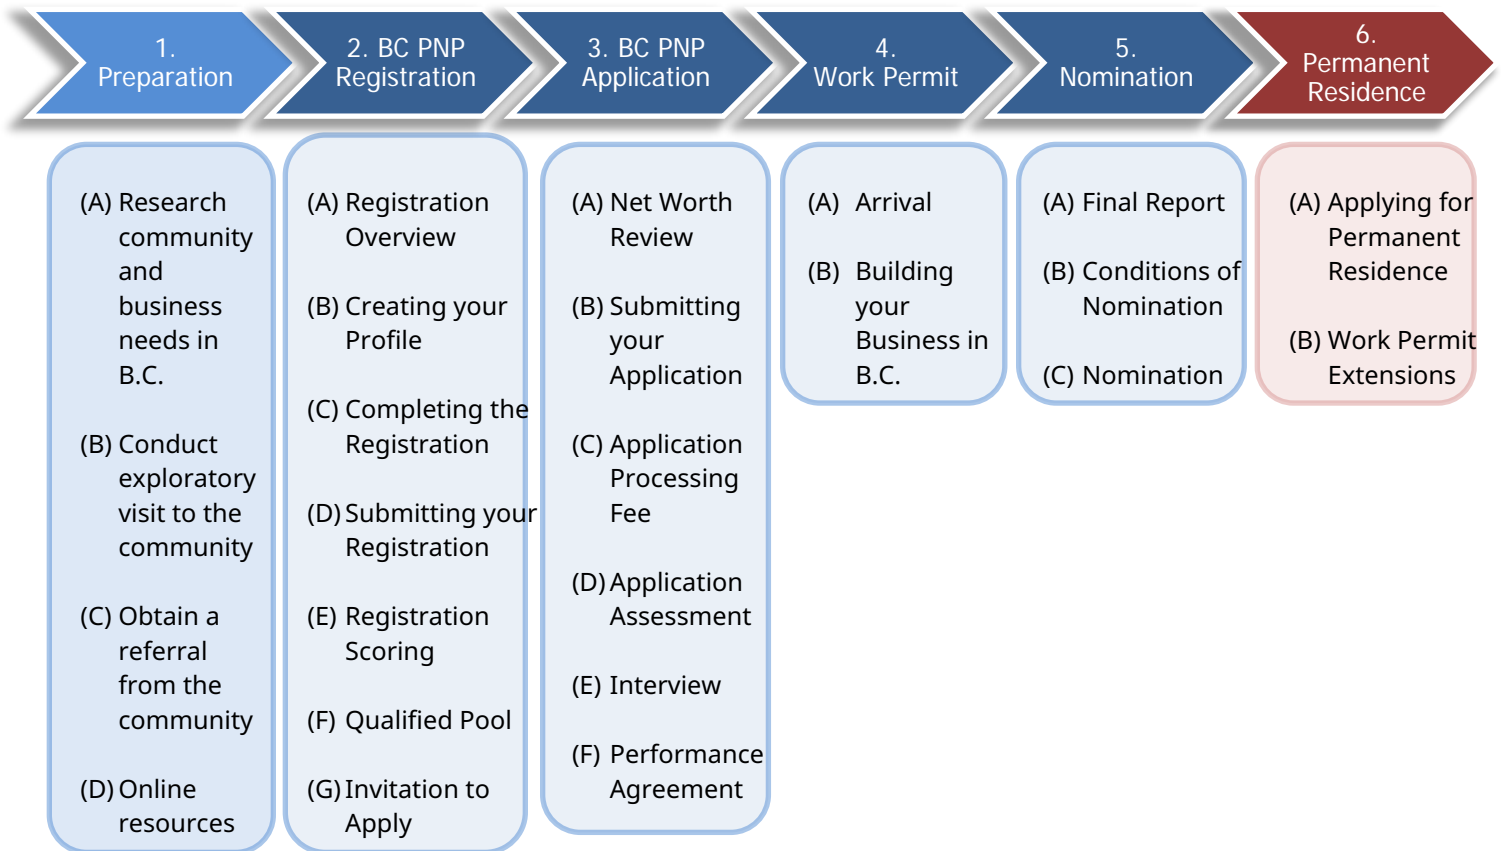 1.
Preparation
2. BC PNP
Registration
3. BC PNP
Application
4.
Work Permit
5.
Nomination
6.
Permanent
Residence
(A) Research
community
and
business
needs in
B.C.
(B) Conduct
exploratory
visit to the
community
(C) Obtain a
referral
from the
community
(D) Online
resources
(A) Registration
Overview
(B) Creating your
Profile
(C) Completing the
Registration
(D) Submitting your
Registration
(E) Registration
Scoring
(F) Qualified Pool
(G) Invitation to
Apply
(A) Net Worth
Review
(B) Submitting
your
Application
(C) Application
Processing
Fee
(D) Application
Assessment
(E) Interview
(F) Performance
Agreement
(A) Arrival
(B) Building
your
Business in
B.C.
(A) Final Report
(B) Conditions of
Nomination
(C) Nomination
(A) Applying for
Permanent
Residence
(B) Work Permit
Extensions